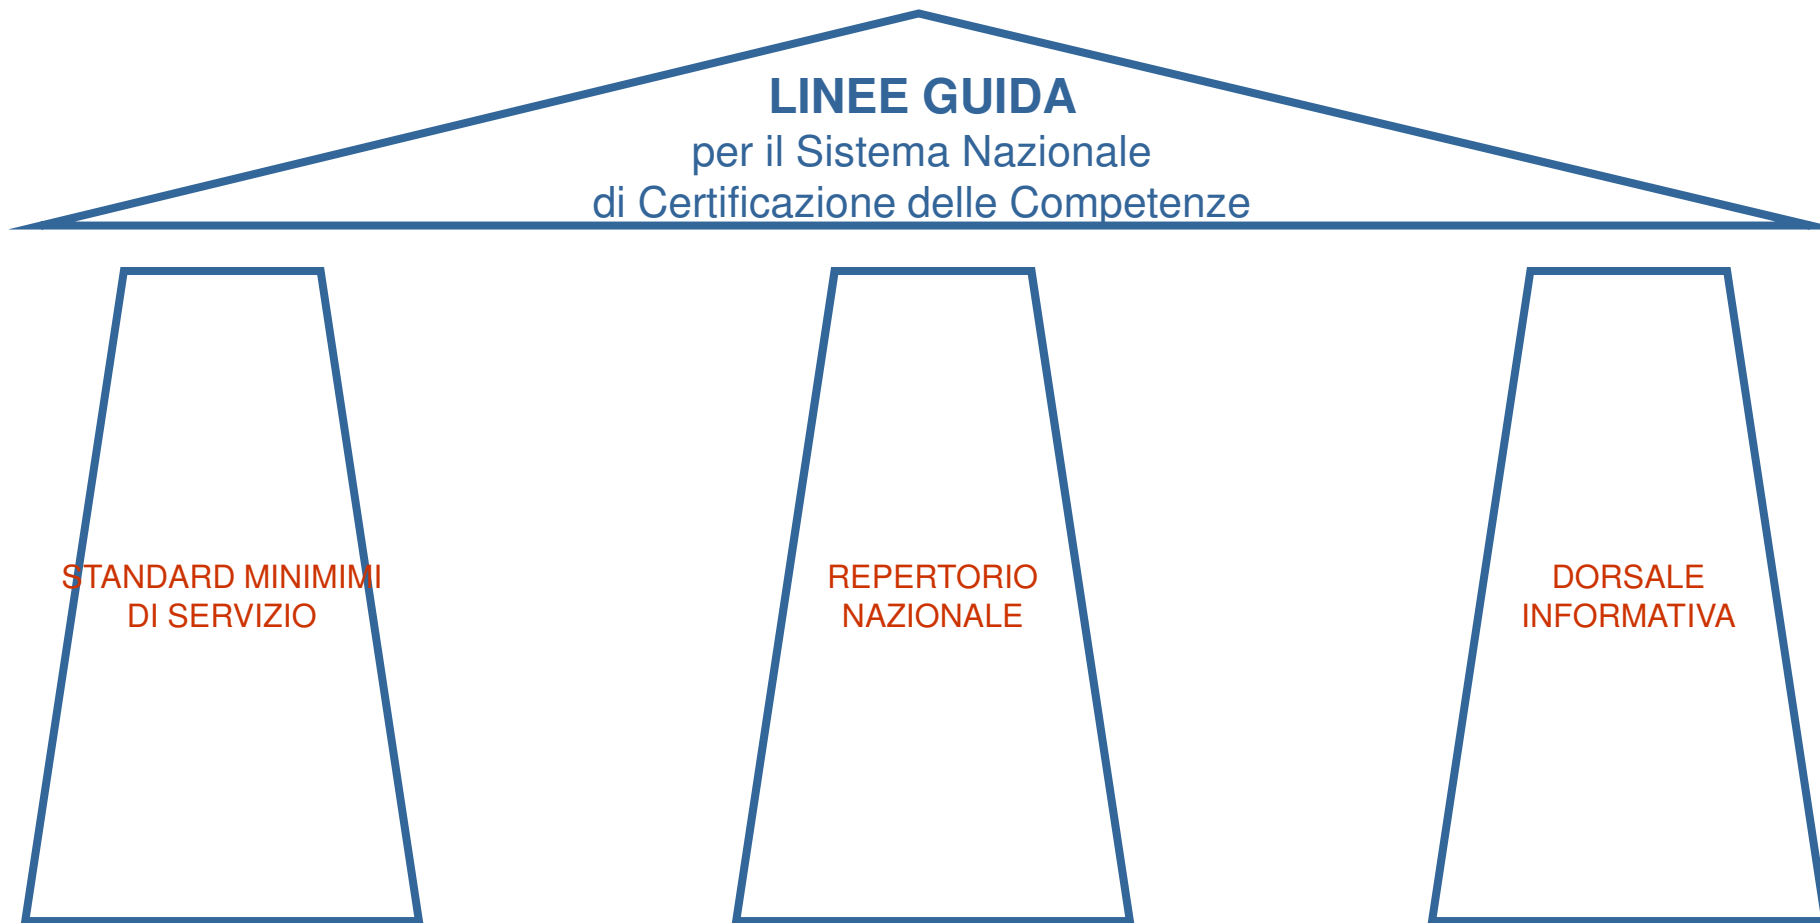 LINEE GUIDA
per il Sistema Nazionale
di Certificazione delle Competenze
STANDARD MINIMIMI
DI SERVIZIO
REPERTORIO
NAZIONALE
DORSALE
INFORMATIVA